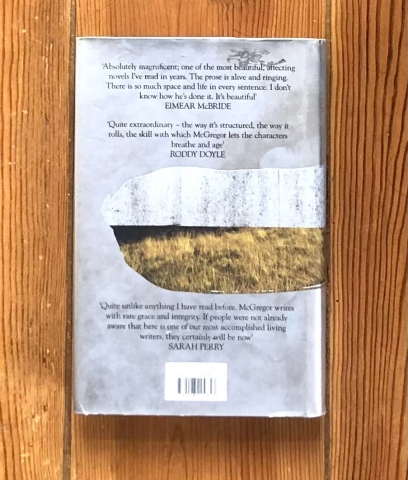 'Absolutely magnificent; one of the most beautiful, affecting
novels I've read in years. The prose is alive and ringing.
There is so much space and life in every sentence. I don't
know how he's done it. It's beautiful'
EIMEAR McBRIDE
'Quite extraordinary – the way it's structured, the way it
rolls, the skill with which McGregor lets the characters
breathe and age'
RODDY DOYLE
'Quite unlike anything I have read before. McGregor writes
with rare grace and integrity. If people were not already
aware that here is one of our most accomplished living
writers, they certainly will be now'
SARAH PERRY